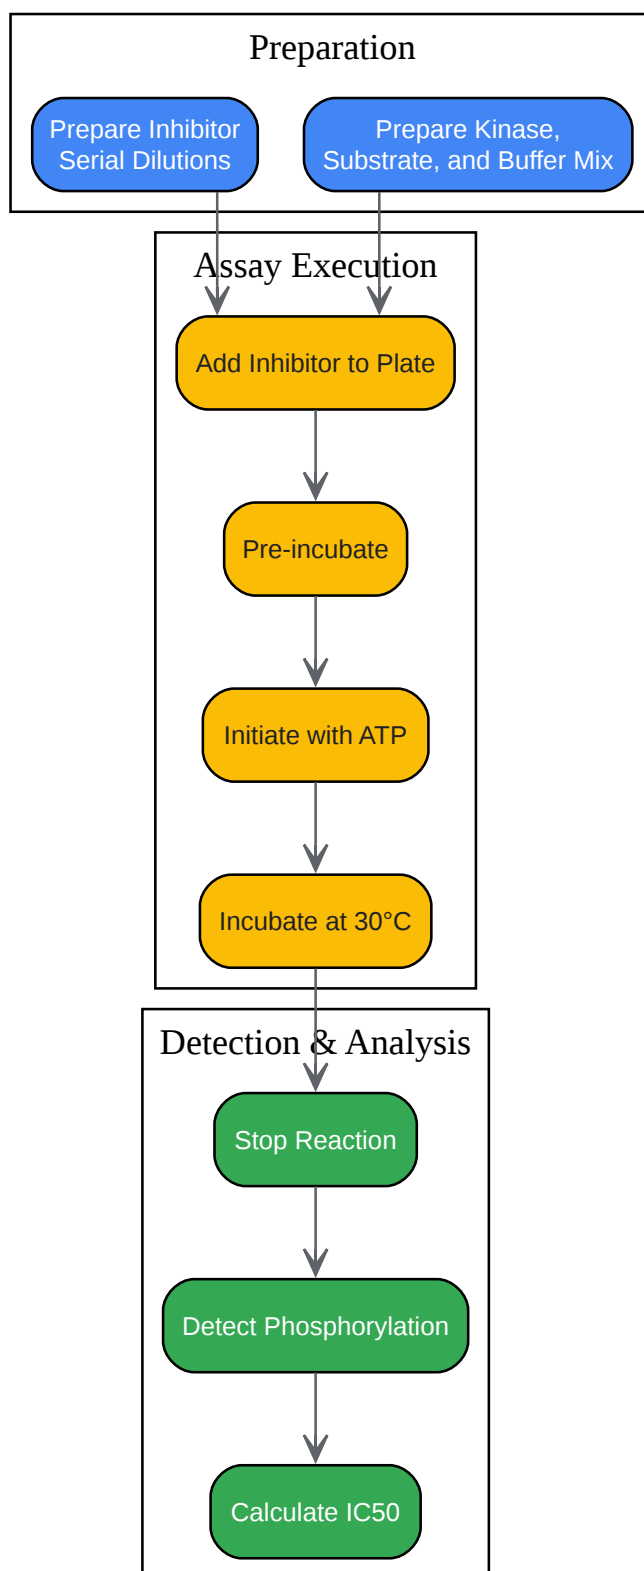 Preparation
Prepare Inhibitor
Serial Dilutions
Prepare Kinase,
Substrate, and Buffer Mix
Assay Execution
Add Inhibitor to Plate
Pre-incubate
Initiate with ATP
Incubate at 30°C
Detection & Analysis
Stop Reaction
Detect Phosphorylation
Calculate IC50